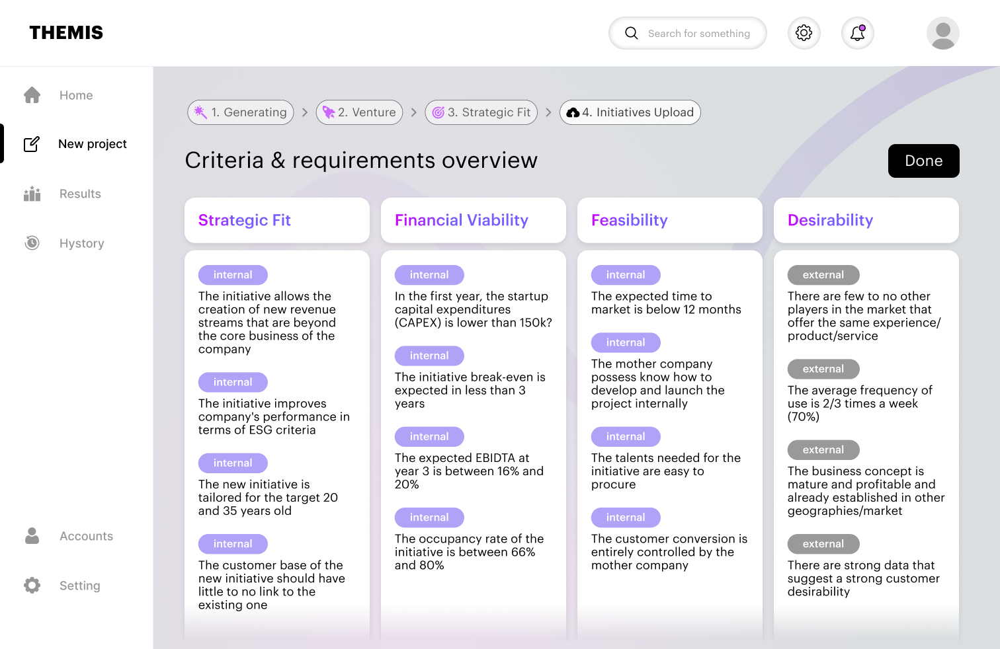 THEMIS
Search for something
Home
New project
Results
Hystory
Accounts
Setting
1. Generating
2. Venture
3. Strategic Fit
4. Initiatives Upload
Criteria & requirements overview
Done
Strategic Fit
internal
The initiative allows the
creation of new revenue
streams that are beyond
the core business of the
company
internal
The initiative improves
company's performance in
terms of ESG criteria
internal
The new initiative is
tailored for the target 20
and 35 years old
internal
The customer base of the
new initiative should have
little to no link to the
existing one
Financial Viability
internal
In the first year, the startup
capital expenditures
(CAPEX) is lower than 150k?
internal
The initiative break-even is
expected in less than 3
years
internal
The expected EBIDTA at
year 3 is between 16% and
20%
internal
The occupancy rate of the
initiative is between 66%
and 80%
Feasibility
internal
The expected time to
market is below 12 months
internal
The mother company
possess know how to
develop and launch the
project internally
internal
The talents needed for the
initiative are easy to
procure
internal
The customer conversion is
entirely controlled by the
mother company
Desirability
external
There are few to no other
players in the market that
offer the same experience/
product/service
external
The average frequency of
use is 2/3 times a week
(70%)
external
The business concept is
mature and profitable and
already established in other
geographies/market
external
There are strong data that
suggest a strong customer
desirability